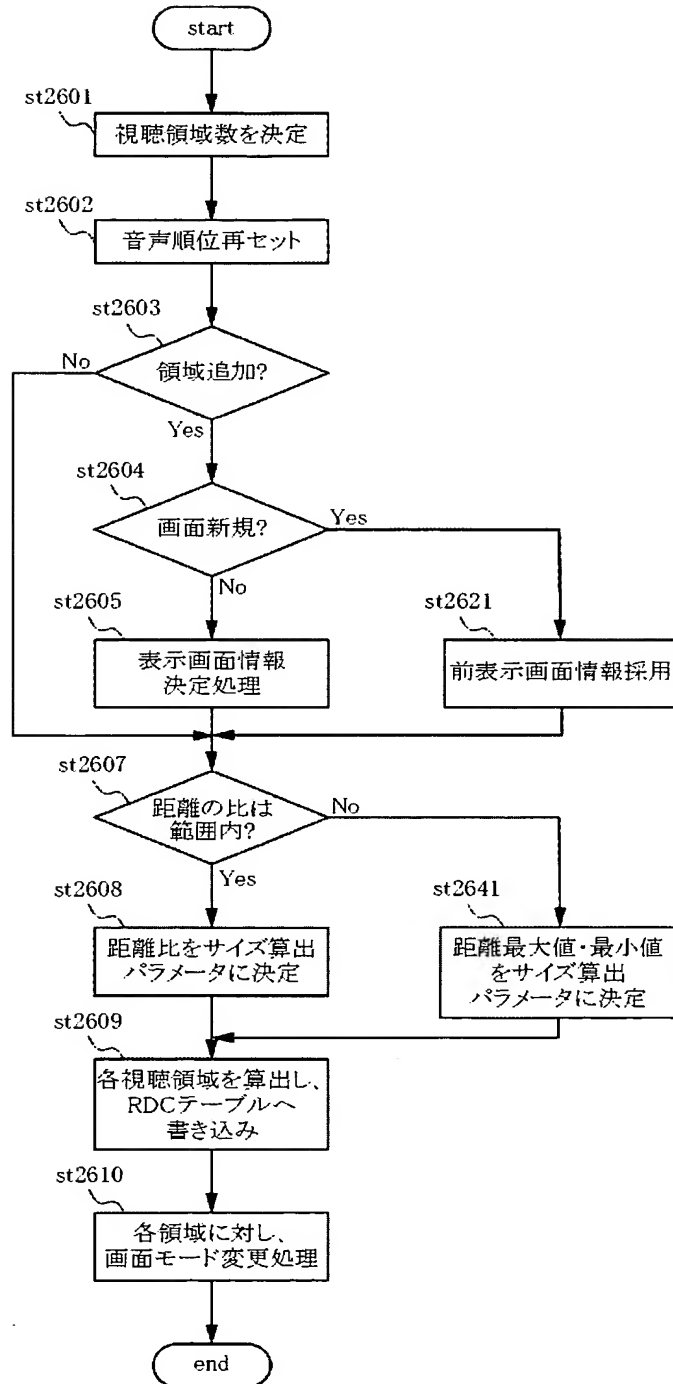 start
st2601
視聴領域数を決定
st2602
音声順位再セット
st2603
領域追加?
No
Yes
st2604
画面新規?
Yes
No
st2605
表示画面情報
決定処理
st2621
前表示画面情報採用
st2607
距離の比は
範囲内?
No
Yes
st2608
距離比をサイズ算出
パラメータに決定
st2641
距離最大値・最小値
をサイズ算出
パラメータに決定
st2609
各視聴領域を算出し、
RDCテーブルへ
書き込み
st2610
各領域に対し、
画面モード変更処理
end